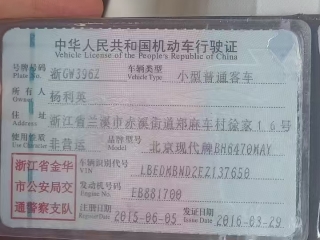 中华人民共和国机动车行驶证
Vehicle License of the People's Republic of China
号牌号码 浙GW396Z 车辆类型 小型普通客车
Plate No. Vehicle Type
所有人 杨利英
Owner
住址 浙江省兰溪市赤溪街道郑麻车村徐家16号
Address
使用性质 非营运 品牌型号 北京现代牌BH6470MAY
Model
浙江省金华
市公安局交
通警察支队
车辆识别代号 LBEDMBND2EZ137650
VIN
发动机号码 EB881700
Engine No.
注册日期 2015-06-05 发证日期 2016-03-29
Register Date Issue Date